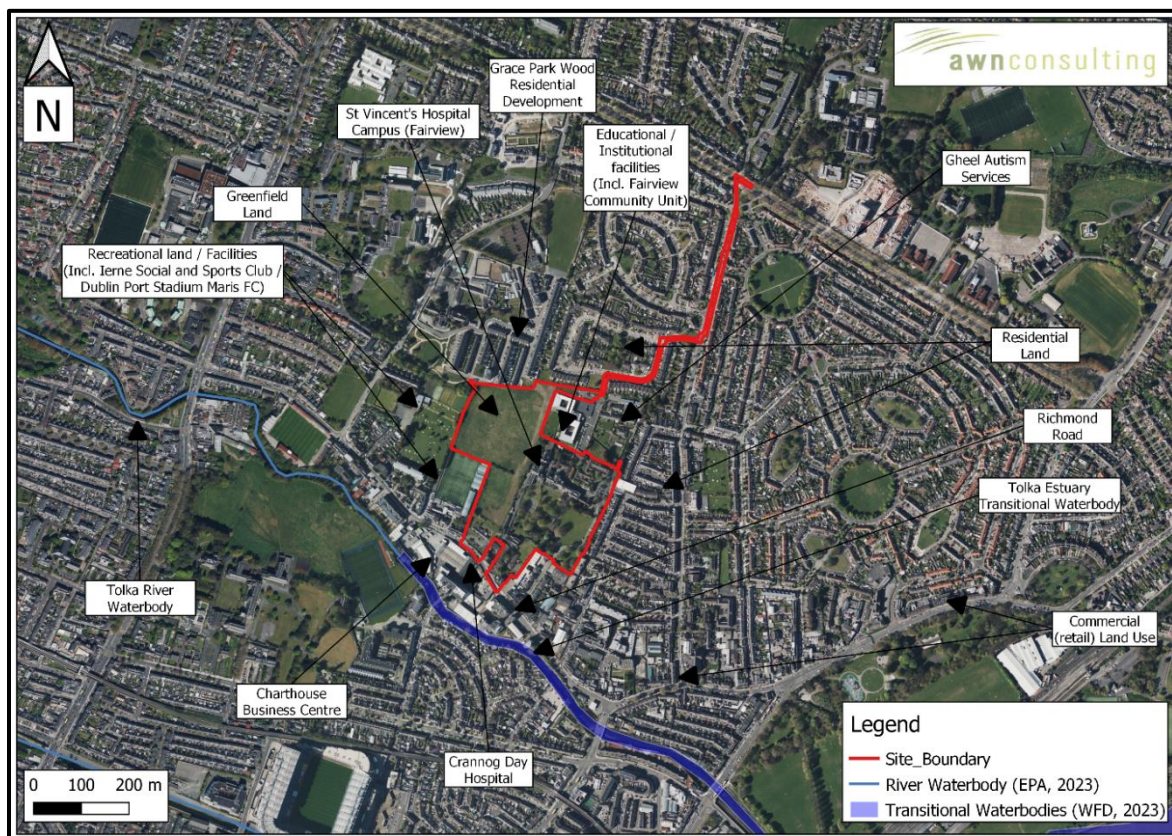 N
awnconsulting
Grace Park Wood
Residential
Development
St Vincent's Hospital
Campus (Fairview)
Educational /
Institutional
facilities
(Incl. Fairview
Community Unit)
Gheel Autism
Services
Greenfield
Land
Recreational land / Facilities
(Incl. Ierne Social and Sports Club /
Dublin Port Stadium Maris FC)
Residential
Land
Richmond
Road
Tolka Estuary
Transitional Waterbody
Tolka River
Waterbody
Commercial
(retail) Land Use
Charthouse
Business Centre
Crannog Day
Hospital
0 100 200 m
Legend
Site_Boundary
River Waterbody (EPA, 2023)
Transitional Waterbodies (WFD, 2023)